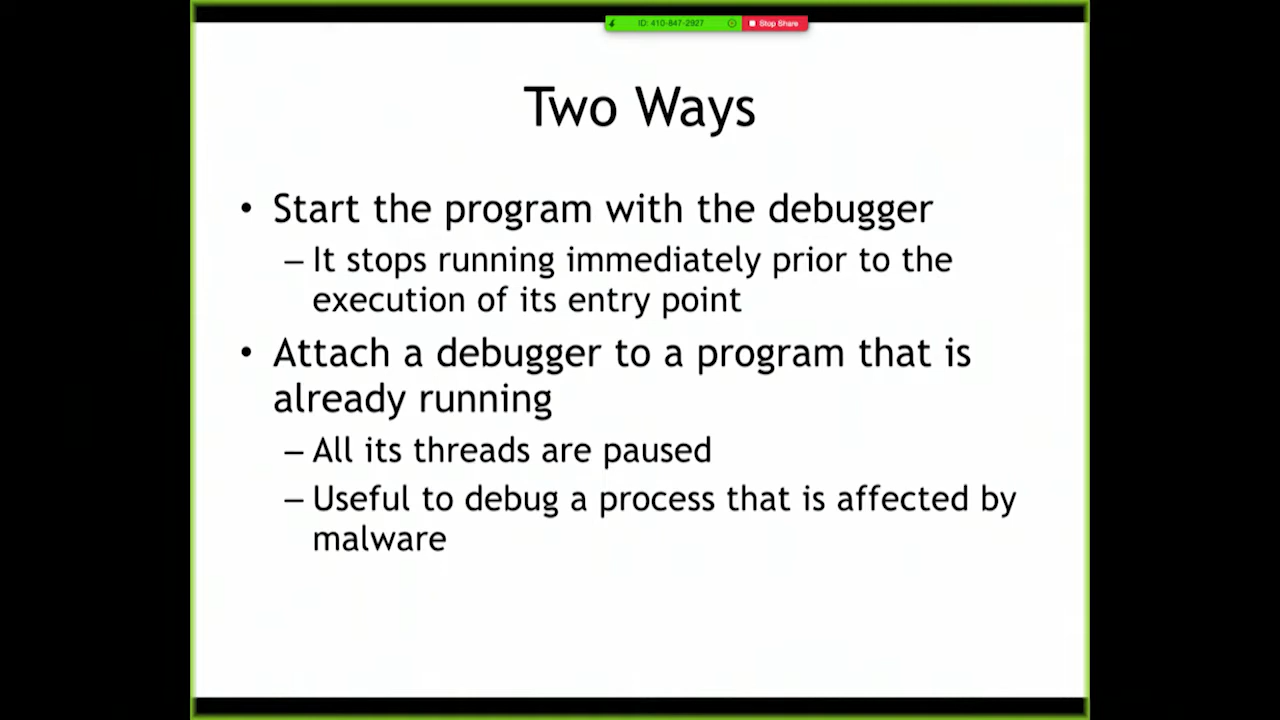 ID: 410-847-2927
Stop Share
Two Ways
• Start the program with the debugger
– It stops running immediately prior to the
execution of its entry point
• Attach a debugger to a program that is
already running
– All its threads are paused
– Useful to debug a process that is affected by
malware